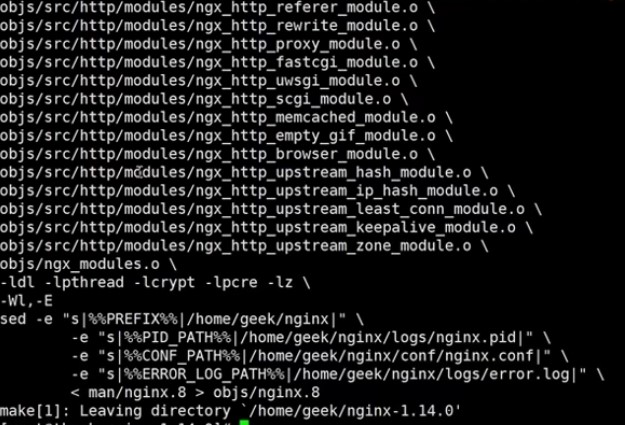 objs/src/http/modules/ngx_http_referer_module.o \
objs/src/http/modules/ngx_http_rewrite_module.o \
objs/src/http/modules/ngx_http_proxy_module.o \
objs/src/http/modules/ngx_http_fastcgi_module.o \
objs/src/http/modules/ngx_http_uwsgi_module.o \
objs/src/http/modules/ngx_http_scgi_module.o \
objs/src/http/modules/ngx_http_memcached_module.o \
objs/src/http/modules/ngx_http_empty_gif_module.o \
objs/src/http/modules/ngx_http_browser_module.o \
objs/src/http/modules/ngx_http_upstream_hash_module.o \
objs/src/http/modules/ngx_http_upstream_ip_hash_module.o \
objs/src/http/modules/ngx_http_upstream_least_conn_module.o \
objs/src/http/modules/ngx_http_upstream_keepalive_module.o \
objs/src/http/modules/ngx_http_upstream_zone_module.o \
objs/ngx_modules.o \
-ldl -lpthread -lcrypt -lpcre -lz \
-Wl,-E
sed -e "s|%%PREFIX%%|/home/geek/nginx|" \
-e "s|%%PID_PATH%%|/home/geek/nginx/logs/nginx.pid|" \
-e "s|%%CONF_PATH%%|/home/geek/nginx/conf/nginx.conf|" \
-e "s|%%ERROR_LOG_PATH%%|/home/geek/nginx/logs/error.log|" \
< man/nginx.8 > objs/nginx.8
make[1]: Leaving directory `/home/geek/nginx-1.14.0'